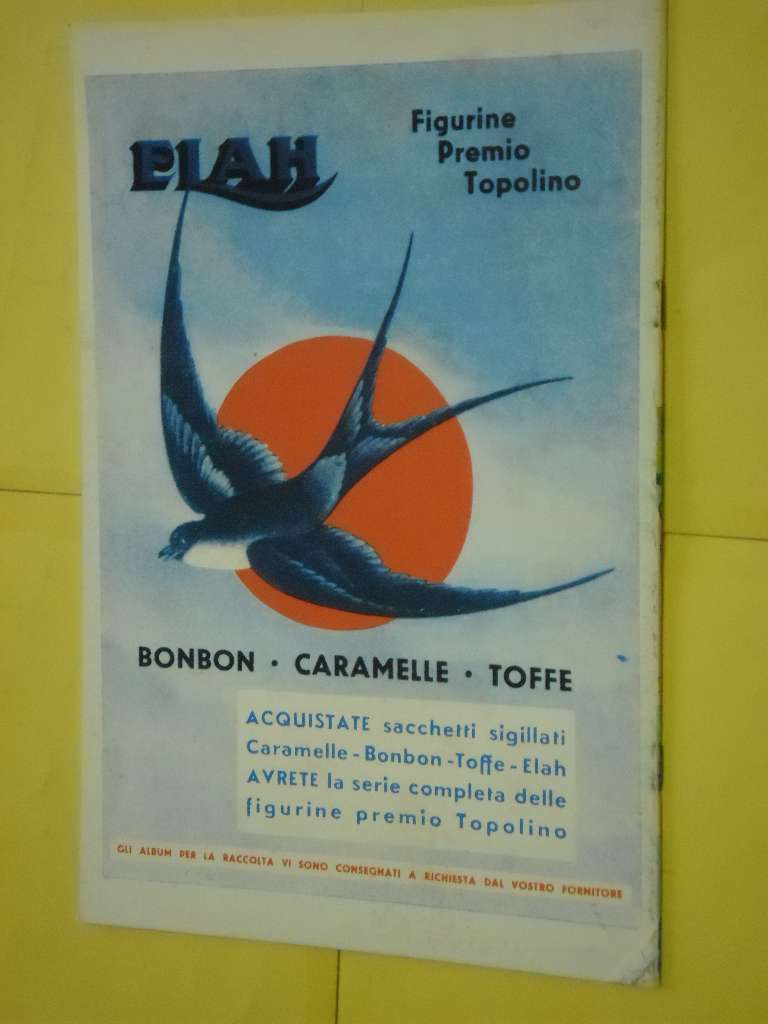 ELAH
Figurine
Premio
Topolino
BONBON · CARAMELLE · TOFFE
ACQUISTATE sacchetti sigillati
Caramelle - Bonbon - Toffe - Elah
AVRETE la serie completa delle
figurine premio Topolino
GLI ALBUM PER LA RACCOLTA VI SONO CONSEGNATI A RICHIESTA DAL VOSTRO FORNITORE